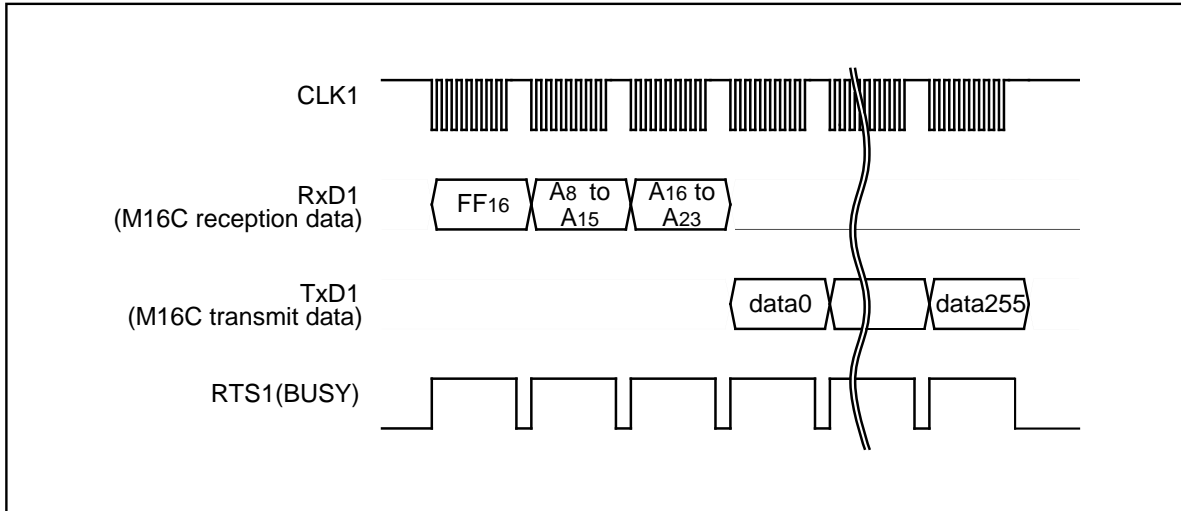 CLK1
RxD1
(M16C reception data)
FF16
A8 to
A15
A16 to
A23
TxD1
(M16C transmit data)
data0
data255
RTS1(BUSY)